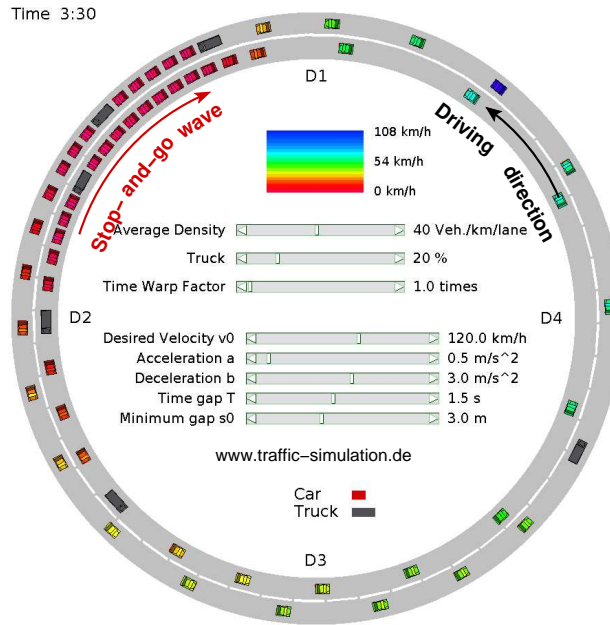 Time 3:30
D1
Stop- and-go wave
Driving direction
108 km/h
54 km/h
0 km/h
Average Density 40 Veh./km/lane
Truck 20 %
Time Warp Factor 1.0 times
D2
D4
Desired Velocity v0 120.0 km/h
Acceleration a 0.5 m/s^2
Deceleration b 3.0 m/s^2
Time gap T 1.5 s
Minimum gap s0 3.0 m
www.traffic-simulation.de
Car
Truck
D3